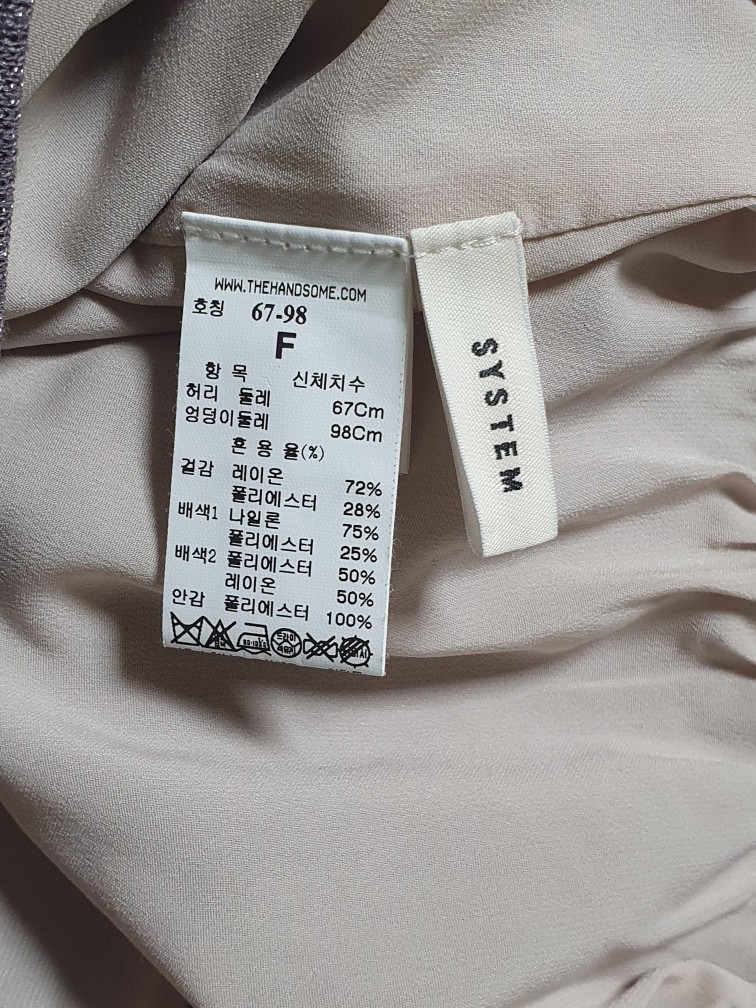 WWW.THEHANDSOME.COM
호칭 67-98
F
항 목 신체치수
허리 둘레 67Cm
엉덩이둘레 98Cm
혼 용 율(%)
겉감 레이온 72%
폴리에스터 28%
배색1 나일론 75%
폴리에스터 25%
배색2 폴리에스터 50%
레이온 50%
안감 폴리에스터 100%
드라이
SYSTEM